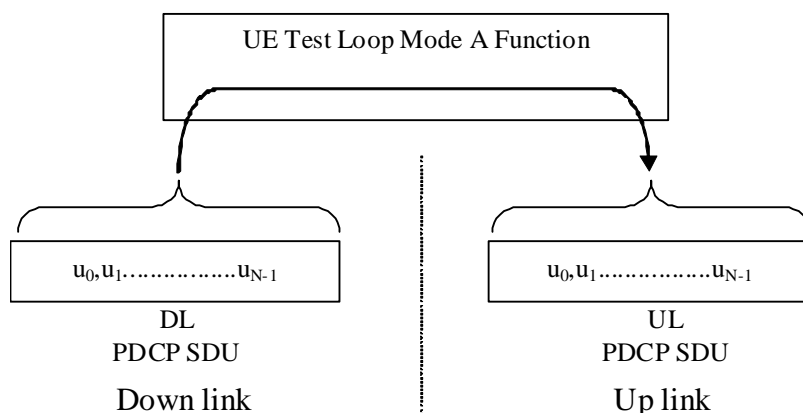 UE Test Loop Mode A Function
u0,u1..................uN-1
DL
PDCP SDU
Down link
u0,u1..................uN-1
UL
PDCP SDU
Up link